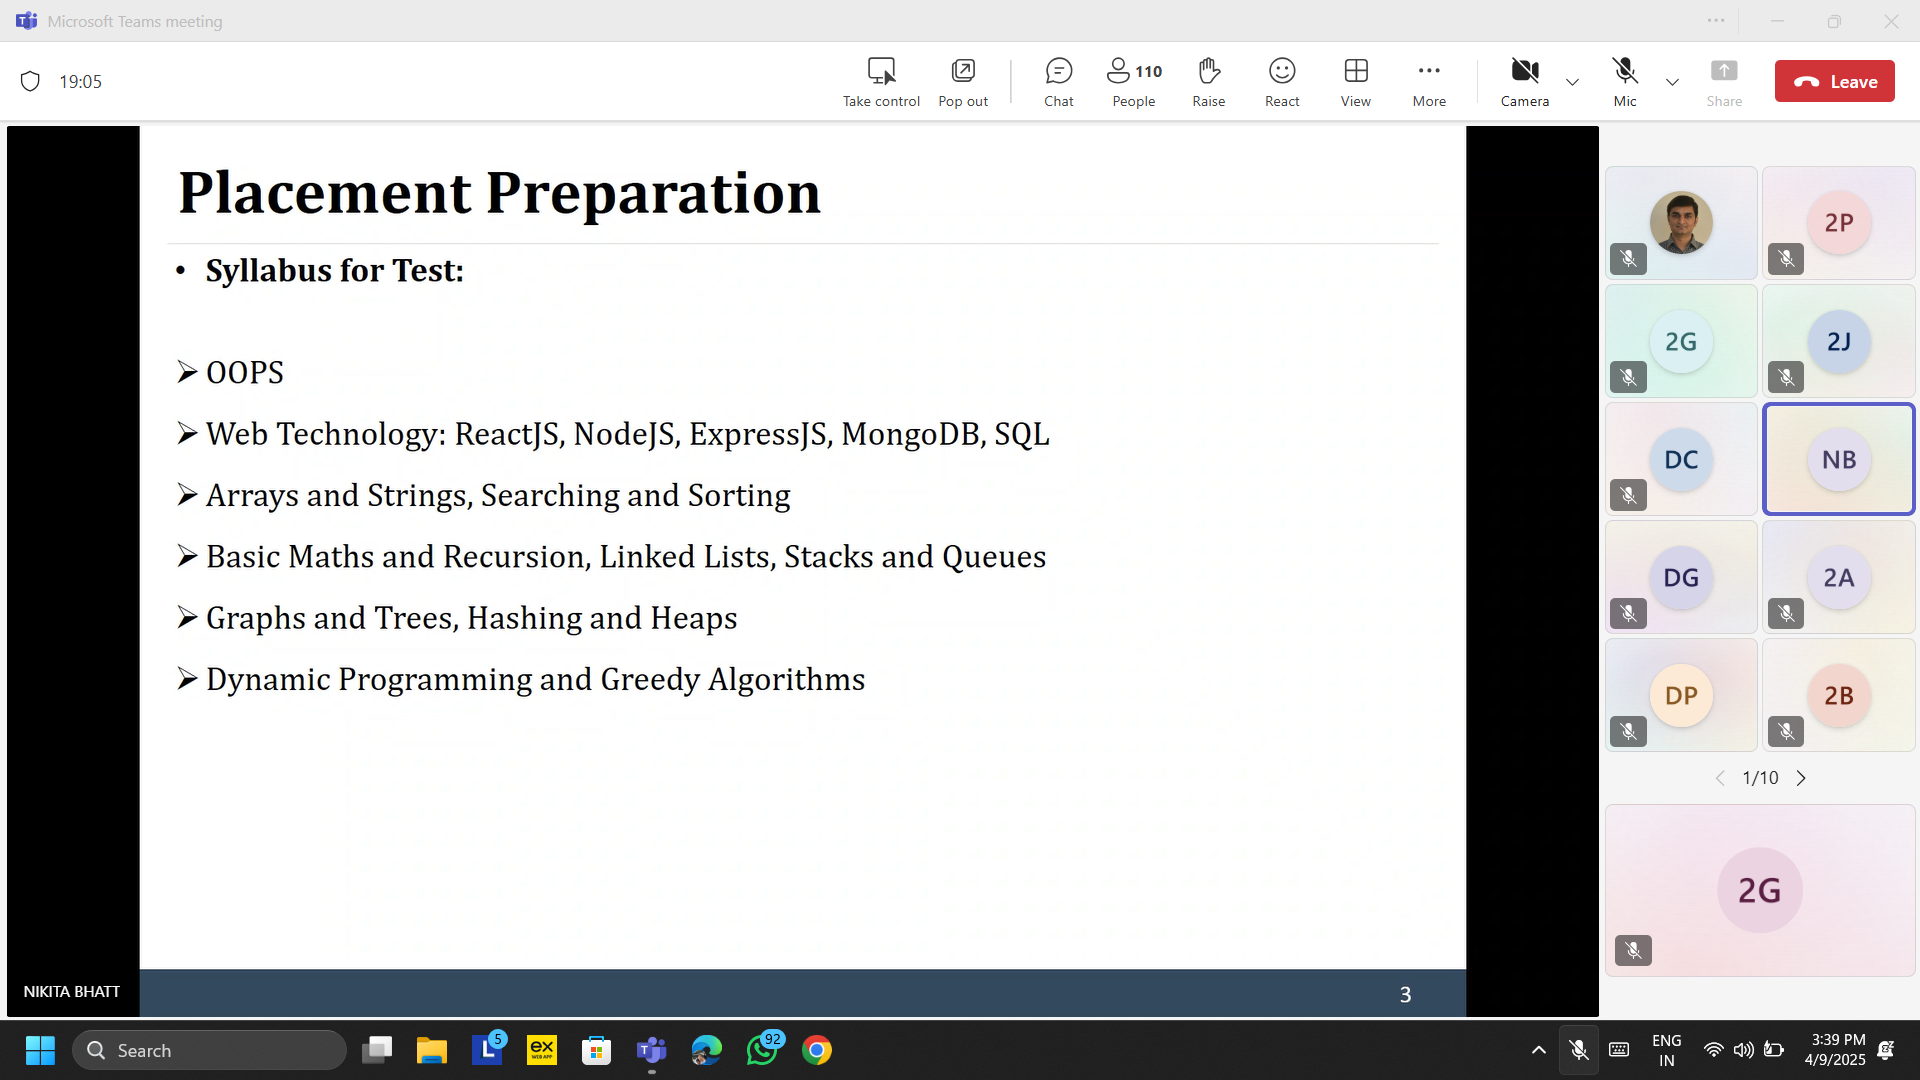 Microsoft Teams meeting
19:05
Take control
Pop out
Chat
110
People
Raise
React
View
More
Camera
Mic
Share
Leave
Placement Preparation
• Syllabus for Test:
➢ OOPS
➢ Web Technology: ReactJS, NodeJS, ExpressJS, MongoDB, SQL
➢ Arrays and Strings, Searching and Sorting
➢ Basic Maths and Recursion, Linked Lists, Stacks and Queues
➢ Graphs and Trees, Hashing and Heaps
➢ Dynamic Programming and Greedy Algorithms
3
NIKITA BHATT
2P
2G
2J
DC
NB
DG
2A
DP
2B
1/10
2G
Search
L
5
ex
WEB APP
T
92
ENG
IN
3:39 PM
4/9/2025